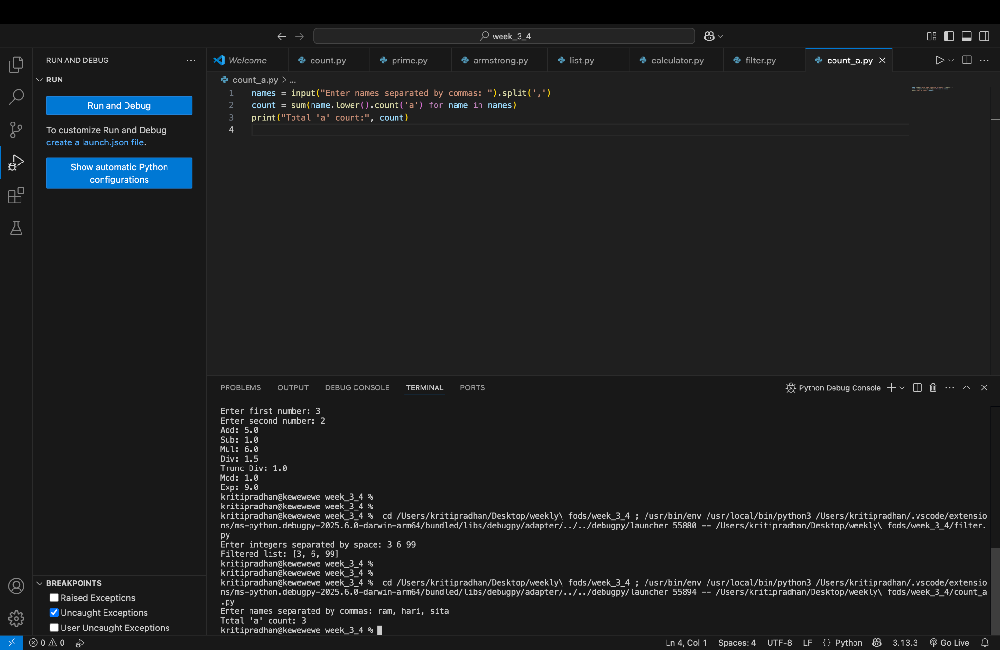 week_3_4
RUN AND DEBUG
RUN
Run and Debug
To customize Run and Debug
create a launch.json file.
Show automatic Python
configurations
Welcome
count.py
prime.py
armstrong.py
list.py
calculator.py
filter.py
count_a.py
count_a.py > ...
1 names = input("Enter names separated by commas: ").split(',')
2 count = sum(name.lower().count('a') for name in names)
3 print("Total 'a' count:", count)
4
PROBLEMS OUTPUT DEBUG CONSOLE TERMINAL PORTS
Python Debug Console
Enter first number: 3
Enter second number: 2
Add: 5.0
Sub: 1.0
Mul: 6.0
Div: 1.5
Trunc Div: 1.0
Mod: 1.0
Exp: 9.0
kritipradhan@kewewewe week_3_4 %
kritipradhan@kewewewe week_3_4 %
kritipradhan@kewewewe week_3_4 %  cd /Users/kritipradhan/Desktop/weekly\ fods/week_3_4 ; /usr/bin/env /usr/local/bin/python3 /Users/kritipradhan/.vscode/extensio
ns/ms-python.debugpy-2025.6.0-darwin-arm64/bundled/libs/debugpy/adapter/../../debugpy/launcher 55880 -- /Users/kritipradhan/Desktop/weekly\ fods/week_3_4/filter.
py
Enter integers separated by space: 3 6 99
Filtered list: [3, 6, 99]
kritipradhan@kewewewe week_3_4 %
kritipradhan@kewewewe week_3_4 %
kritipradhan@kewewewe week_3_4 %  cd /Users/kritipradhan/Desktop/weekly\ fods/week_3_4 ; /usr/bin/env /usr/local/bin/python3 /Users/kritipradhan/.vscode/extensio
ns/ms-python.debugpy-2025.6.0-darwin-arm64/bundled/libs/debugpy/adapter/../../debugpy/launcher 55894 -- /Users/kritipradhan/Desktop/weekly\ fods/week_3_4/count_a
.py
Enter names separated by commas: ram, hari, sita
Total 'a' count: 3
kritipradhan@kewewewe week_3_4 %
BREAKPOINTS
Raised Exceptions
Uncaught Exceptions
User Uncaught Exceptions
0 0
Ln 4, Col 1 Spaces: 4 UTF-8 LF {} Python 3.13.3 Go Live